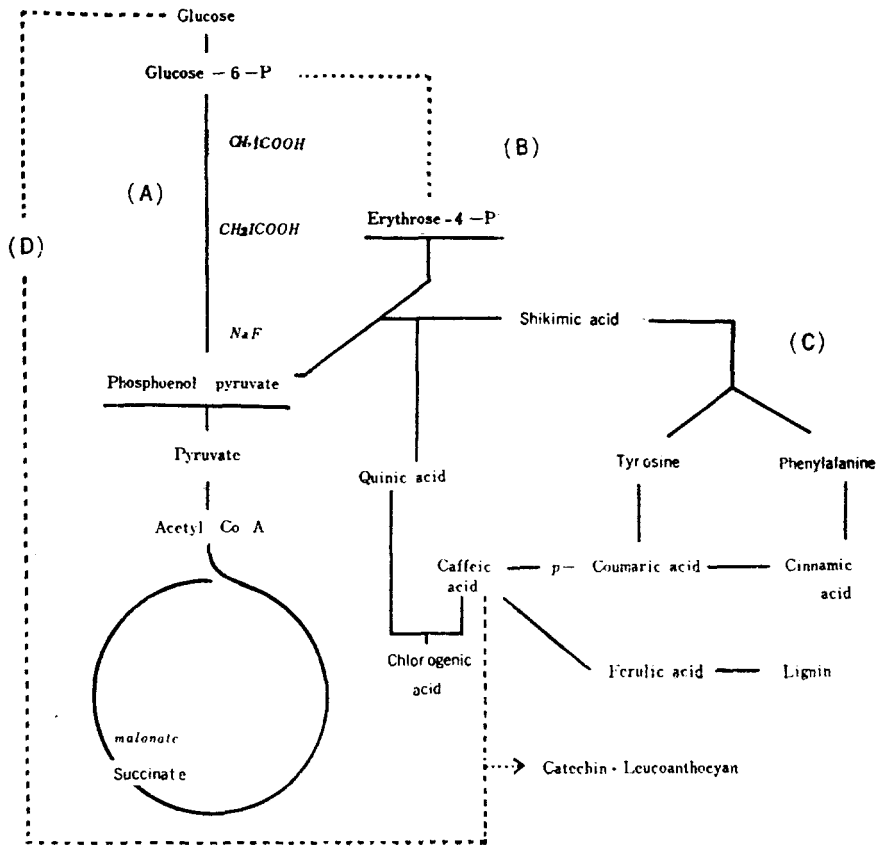 Glucose
Glucose - 6 - P
CH₂ICOOH
(B)
(A)
Erythrose - 4 - P
CH2ICOOH
(D)
Shikimic acid
NaF
(C)
Phosphoenol pyruvate
Pyruvate
Tyrosine
Phenylalanine
Quinic acid
Acetyl Co A
Caffeic
acid
p- Coumaric acid
Cinnamic
acid
Chlorogenic
acid
Ferulic acid
Lignin
malonate
Succinate
Catechin · Leucoanthocyan